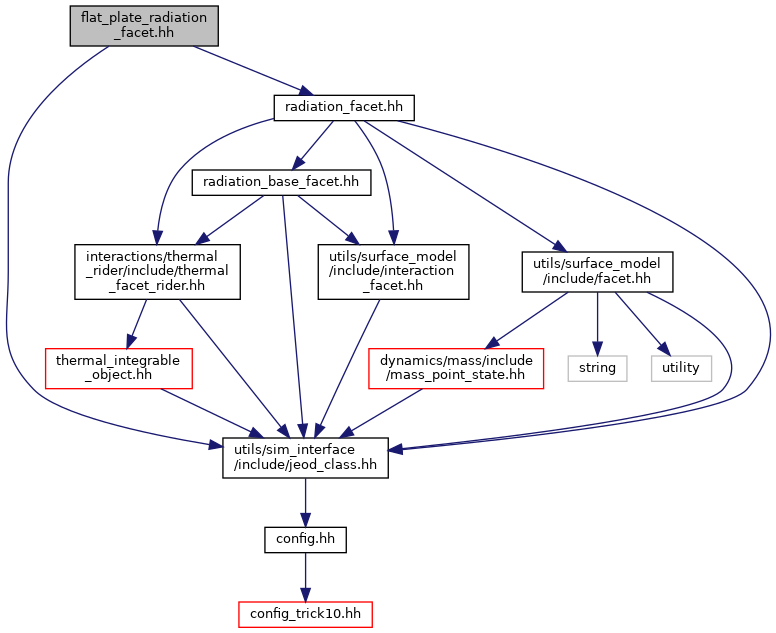 flat_plate_radiation
_facet.hh
radiation_facet.hh
radiation_base_facet.hh
interactions/thermal
_rider/include/thermal
_facet_rider.hh
utils/surface_model
/include/interaction
_facet.hh
utils/surface_model
/include/facet.hh
thermal_integrable
_object.hh
dynamics/mass/include
/mass_point_state.hh
string
utility
utils/sim_interface
/include/jeod_class.hh
config.hh
config_trick10.hh